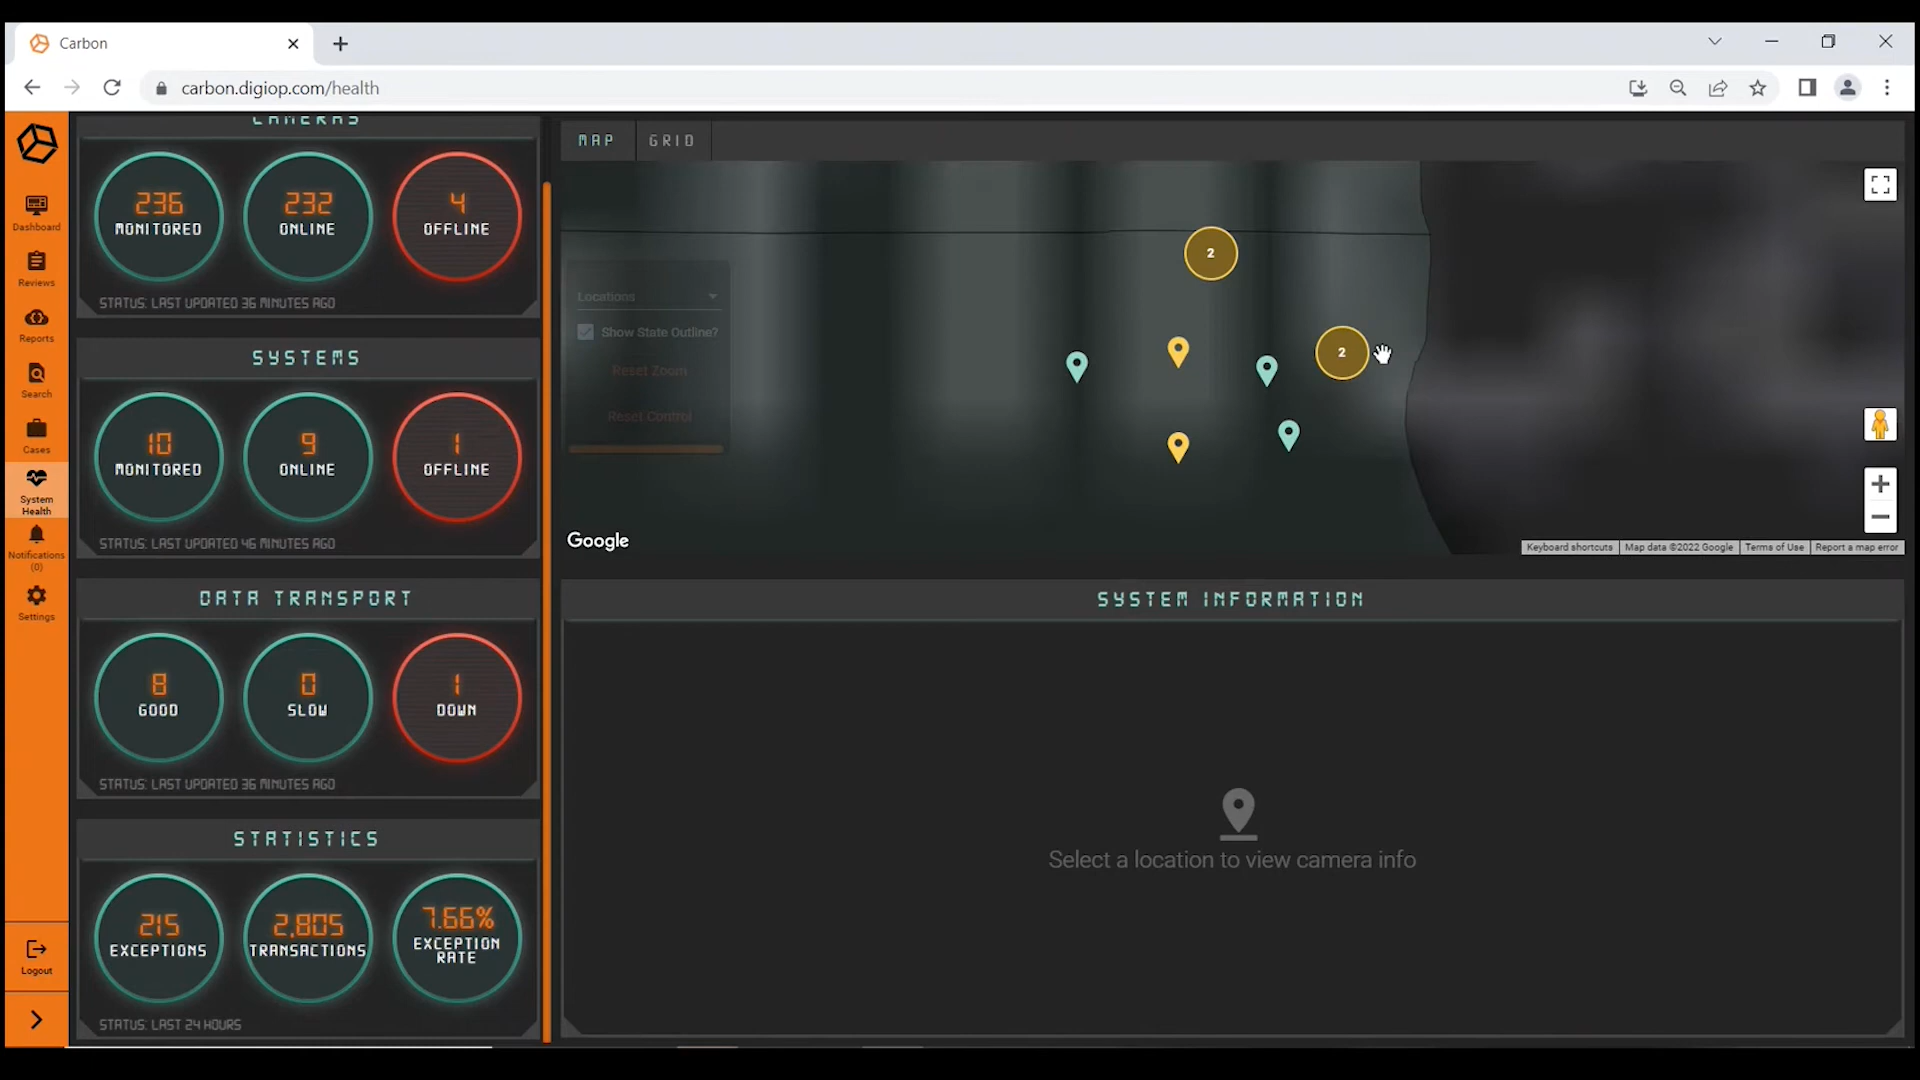 Carbon
carbon.digiop.com/health
CAMERAS
MAP
GRID
236
MONITORED
232
ONLINE
4
OFFLINE
STATUS: LAST UPDATED 36 MINUTES AGO
Dashboard
Reviews
Reports
Search
Cases
System
Health
Notifications
(0)
Settings
Logout
SYSTEMS
10
MONITORED
9
ONLINE
1
OFFLINE
STATUS: LAST UPDATED 46 MINUTES AGO
DATA TRANSPORT
8
GOOD
0
SLOW
1
DOWN
STATUS: LAST UPDATED 36 MINUTES AGO
STATISTICS
215
EXCEPTIONS
2,805
TRANSACTIONS
7.66%
EXCEPTION
RATE
STATUS: LAST 24 HOURS
Locations
Show State Outline?
Reset Zoom
Reset Control
2
2
Google
Keyboard shortcuts
Map data ©2022 Google
Terms of Use
Report a map error
SYSTEM INFORMATION
Select a location to view camera info